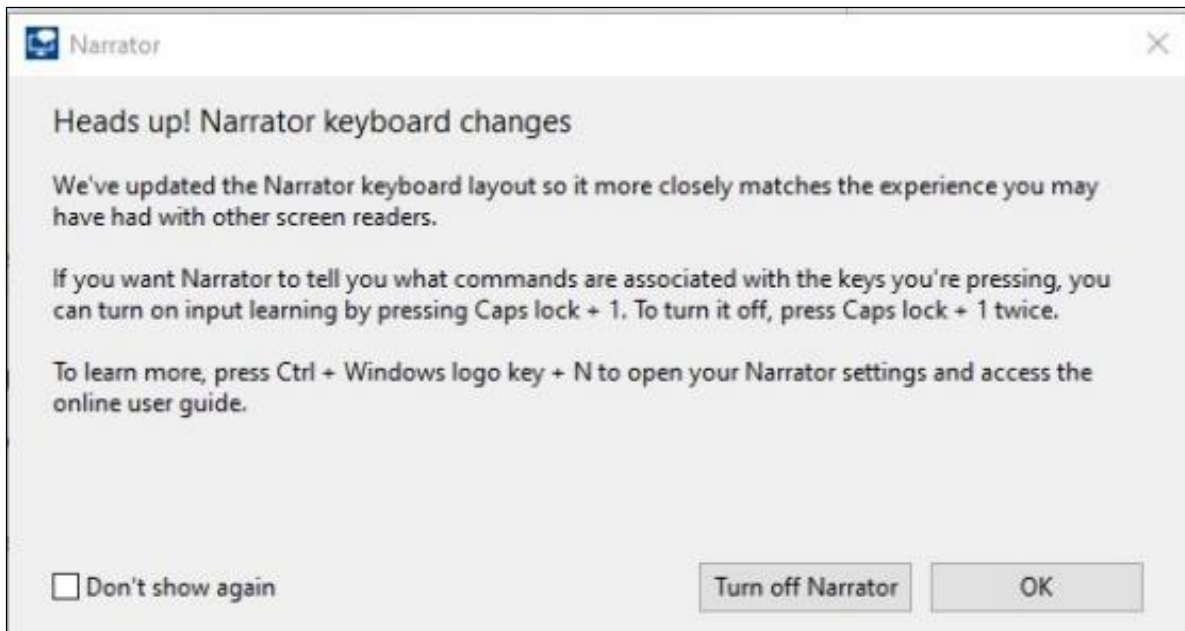 Narrator
Heads up! Narrator keyboard changes
We've updated the Narrator keyboard layout so it more closely matches the experience you may
have had with other screen readers.
If you want Narrator to tell you what commands are associated with the keys you're pressing, you
can turn on input learning by pressing Caps lock + 1. To turn it off, press Caps lock + 1 twice.
To learn more, press Ctrl + Windows logo key + N to open your Narrator settings and access the
online user guide.
Don't show again
Turn off Narrator
OK